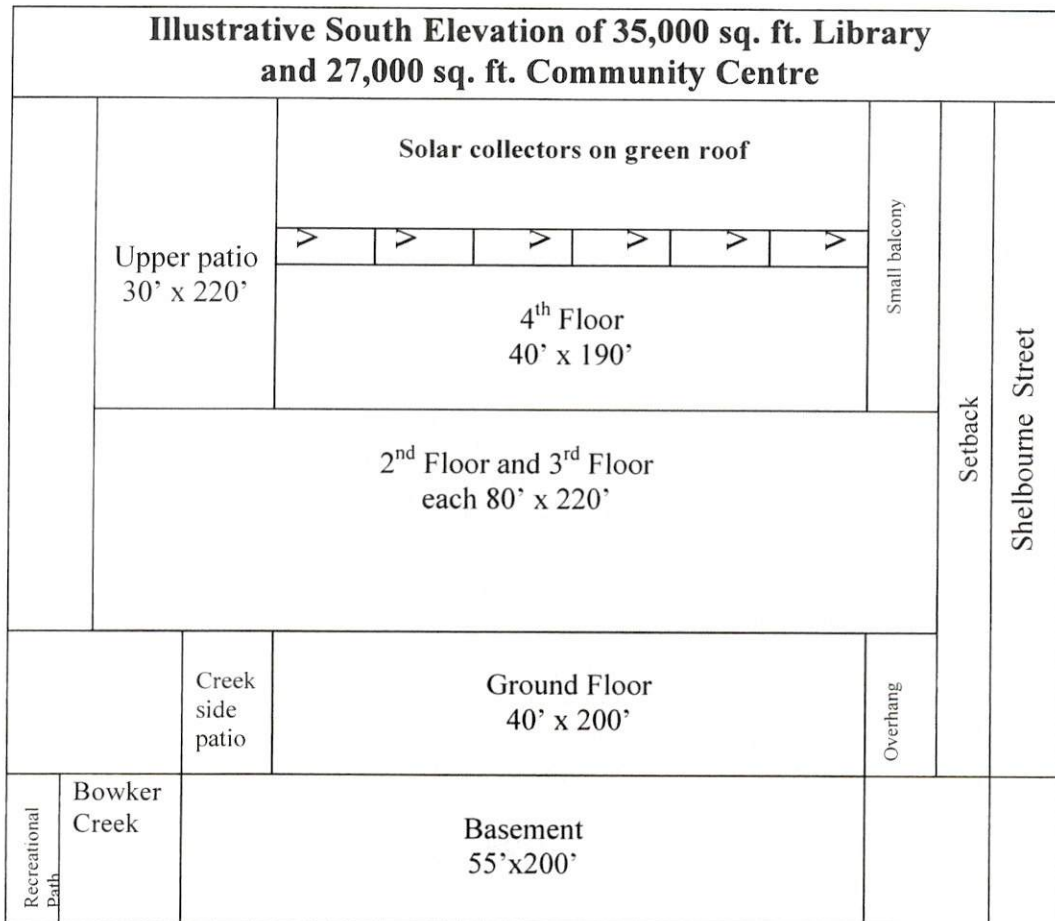 Illustrative South Elevation of 35,000 sq. ft. Library
and 27,000 sq. ft. Community Centre
Solar collectors on green roof
Upper patio
30’ x 220’
> > > > > >
4th Floor
40’ x 190’
Small balcony
Setback
Shelbourne Street
2nd Floor and 3rd Floor
each 80’ x 220’
Creek
side
patio
Ground Floor
40’ x 200’
Overhang
Recreational
Path
Bowker
Creek
Basement
55’x200’